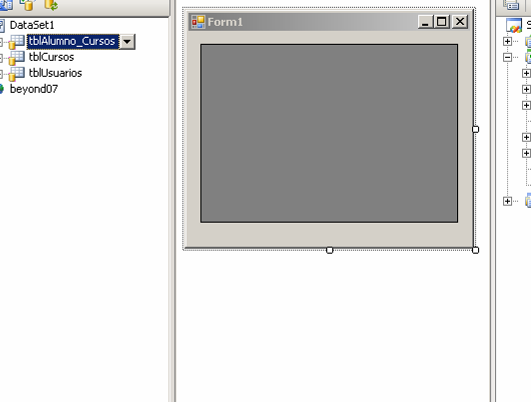 DataSet1
tblAlumno_Cursos
tblCursos
tblUsuarios
beyond07
Form1